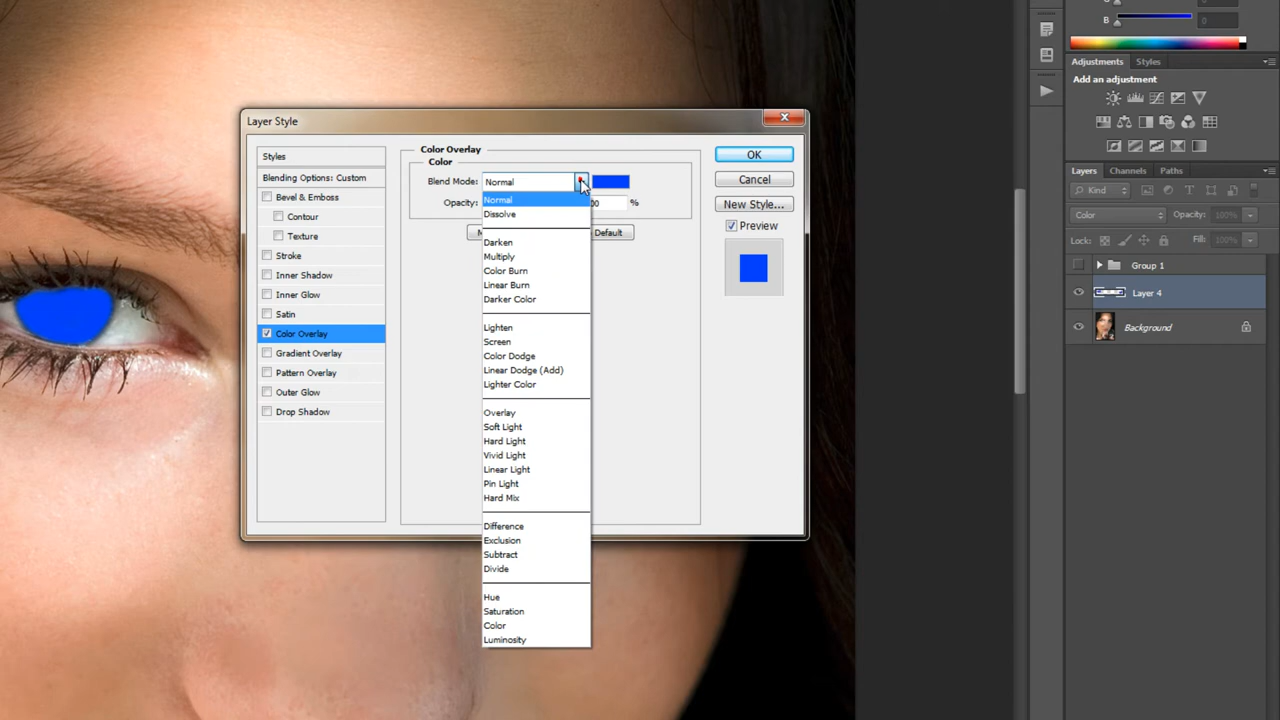 B
0
Adjustments Styles
Add an adjustment
Layer Style
Styles
Blending Options: Custom
Bevel & Emboss
Contour
Texture
Stroke
Inner Shadow
Inner Glow
Satin
Color Overlay
Gradient Overlay
Pattern Overlay
Outer Glow
Drop Shadow
Color Overlay
Color
Blend Mode: Normal
Opacity: 00 %
Default
Normal
Dissolve
Darken
Multiply
Color Burn
Linear Burn
Darker Color
Lighten
Screen
Color Dodge
Linear Dodge (Add)
Lighter Color
Overlay
Soft Light
Hard Light
Vivid Light
Linear Light
Pin Light
Hard Mix
Difference
Exclusion
Subtract
Divide
Hue
Saturation
Color
Luminosity
OK
Cancel
New Style...
Preview
Layers Channels Paths
Kind
Color Opacity: 100%
Lock: Fill: 100%
Group 1
Layer 4
Background